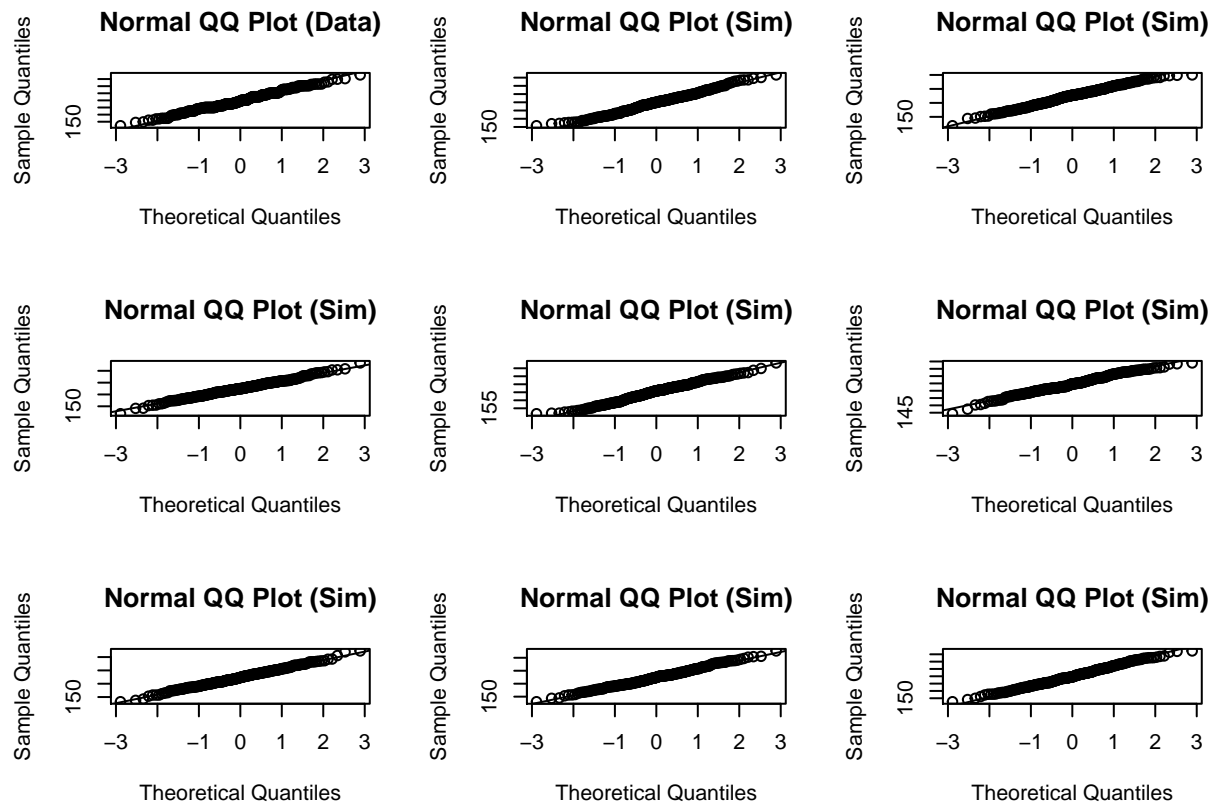 Normal QQ Plot (Data)
Sample Quantiles
150
−3 −1 0 1 2 3
Theoretical Quantiles
Normal QQ Plot (Sim)
Sample Quantiles
150
−3 −1 0 1 2 3
Theoretical Quantiles
Normal QQ Plot (Sim)
Sample Quantiles
150
−3 −1 0 1 2 3
Theoretical Quantiles
Normal QQ Plot (Sim)
Sample Quantiles
150
−3 −1 0 1 2 3
Theoretical Quantiles
Normal QQ Plot (Sim)
Sample Quantiles
155
−3 −1 0 1 2 3
Theoretical Quantiles
Normal QQ Plot (Sim)
Sample Quantiles
145
−3 −1 0 1 2 3
Theoretical Quantiles
Normal QQ Plot (Sim)
Sample Quantiles
150
−3 −1 0 1 2 3
Theoretical Quantiles
Normal QQ Plot (Sim)
Sample Quantiles
150
−3 −1 0 1 2 3
Theoretical Quantiles
Normal QQ Plot (Sim)
Sample Quantiles
150
−3 −1 0 1 2 3
Theoretical Quantiles